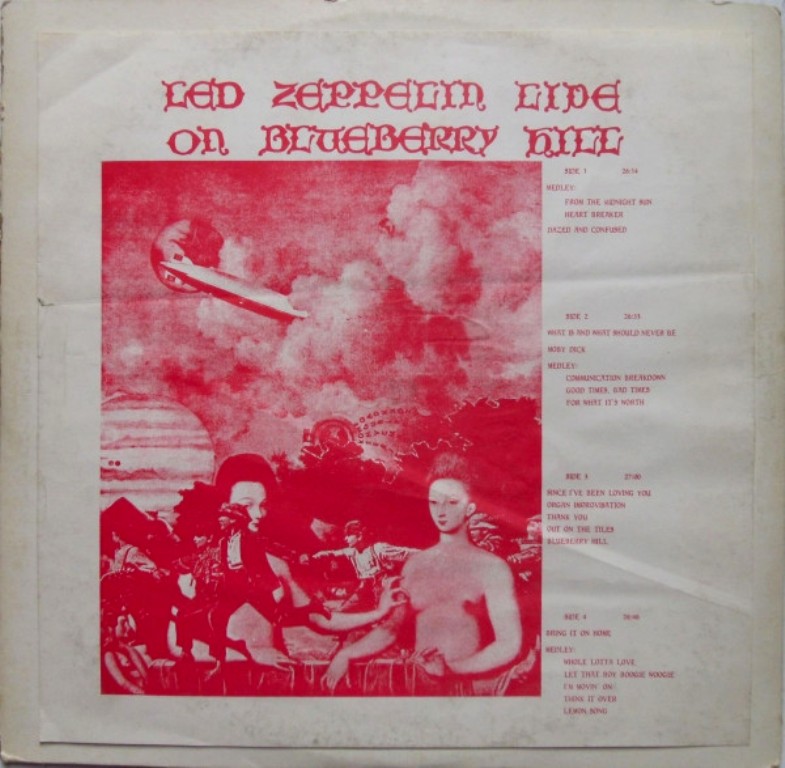 LED ZEPPELIN LIVE
ON BLUEBERRY HILL
SIDE 1 26:54
MEDLEY:
FROM THE MIDNIGHT SUN
HEART BREAKER
DAZED AND CONFUSED
SIDE 2
WHAT IS AND WHAT SHOULD NEVER BE
MOBY DICK
MEDLEY:
COMMUNICATION BREAKDOWN
GOOD TIMES, BAD TIMES
FOR WHAT IT'S WORTH
SIDE 3 27:00
SINCE I'VE BEEN LOVING YOU
ORGAN IMPROVISATION
THANK YOU
OUT ON THE TILES
BLUEBERRY HILL
SIDE 4
BRING IT ON HOME
MEDLEY:
WHOLE LOTTA LOVE
LET THAT BOY BOOGIE WOOGIE
I'M MOVIN' ON
THINK IT OVER
LEMON SONG